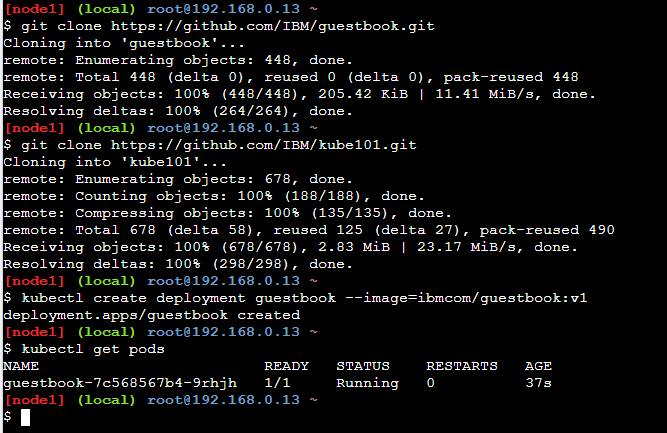 [node1] (local) root@192.168.0.13 ~
$ git clone https://github.com/IBM/guestbook.git
Cloning into 'guestbook'...
remote: Enumerating objects: 448, done.
remote: Total 448 (delta 0), reused 0 (delta 0), pack-reused 448
Receiving objects: 100% (448/448), 205.42 KiB | 11.41 MiB/s, done.
Resolving deltas: 100% (264/264), done.
[node1] (local) root@192.168.0.13 ~
$ git clone https://github.com/IBM/kube101.git
Cloning into 'kube101'...
remote: Enumerating objects: 678, done.
remote: Counting objects: 100% (188/188), done.
remote: Compressing objects: 100% (135/135), done.
remote: Total 678 (delta 58), reused 125 (delta 27), pack-reused 490
Receiving objects: 100% (678/678), 2.83 MiB | 23.17 MiB/s, done.
Resolving deltas: 100% (298/298), done.
[node1] (local) root@192.168.0.13 ~
$ kubectl create deployment guestbook --image=ibmcom/guestbook:v1
deployment.apps/guestbook created
[node1] (local) root@192.168.0.13 ~
$ kubectl get pods
NAME                         READY   STATUS    RESTARTS   AGE
guestbook-7c568567b4-9rhjh   1/1     Running   0          37s
[node1] (local) root@192.168.0.13 ~
$